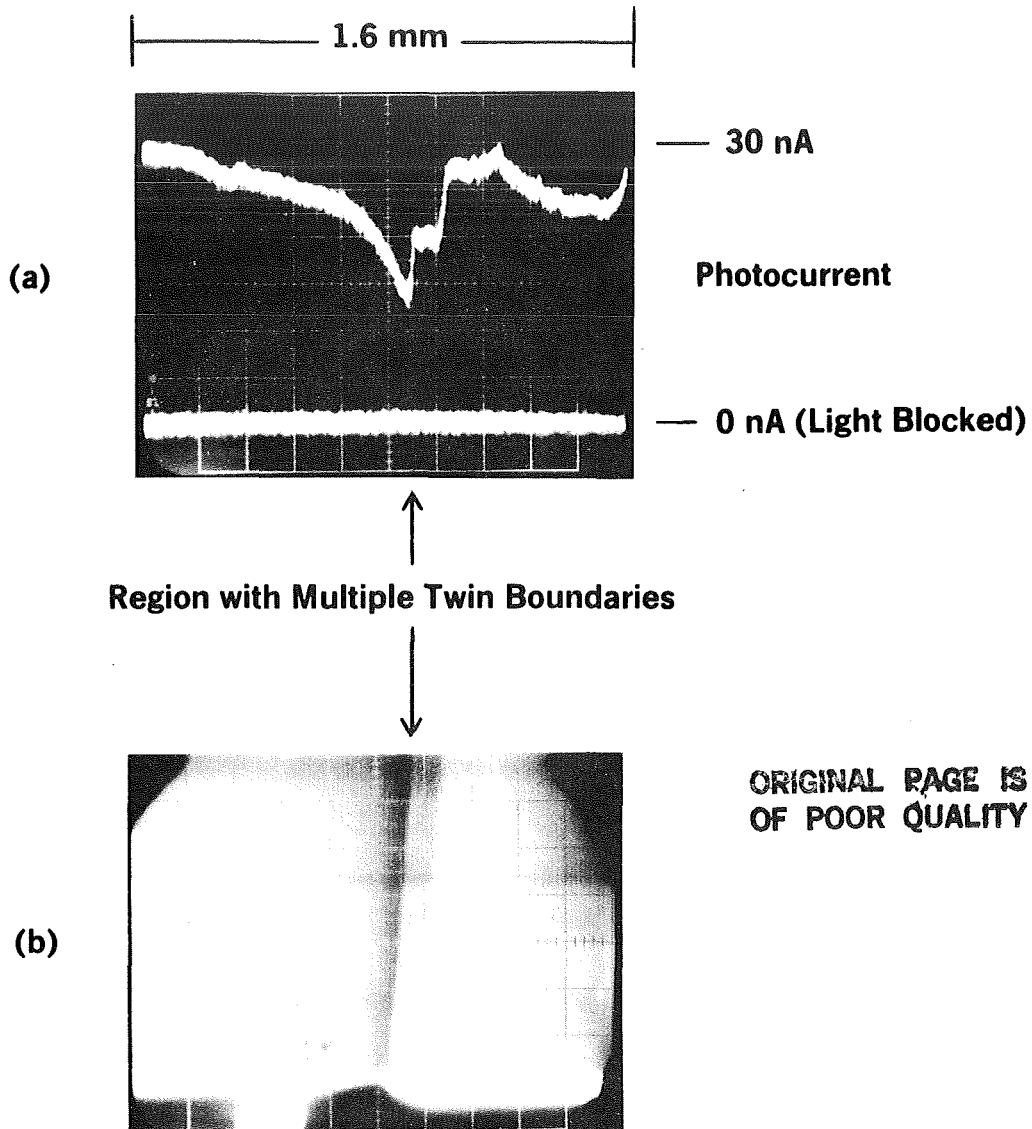 1.6 mm
30 nA
(a)
Photocurrent
0 nA (Light Blocked)
Region with Multiple Twin Boundaries
ORIGINAL PAGE IS
OF POOR QUALITY
(b)